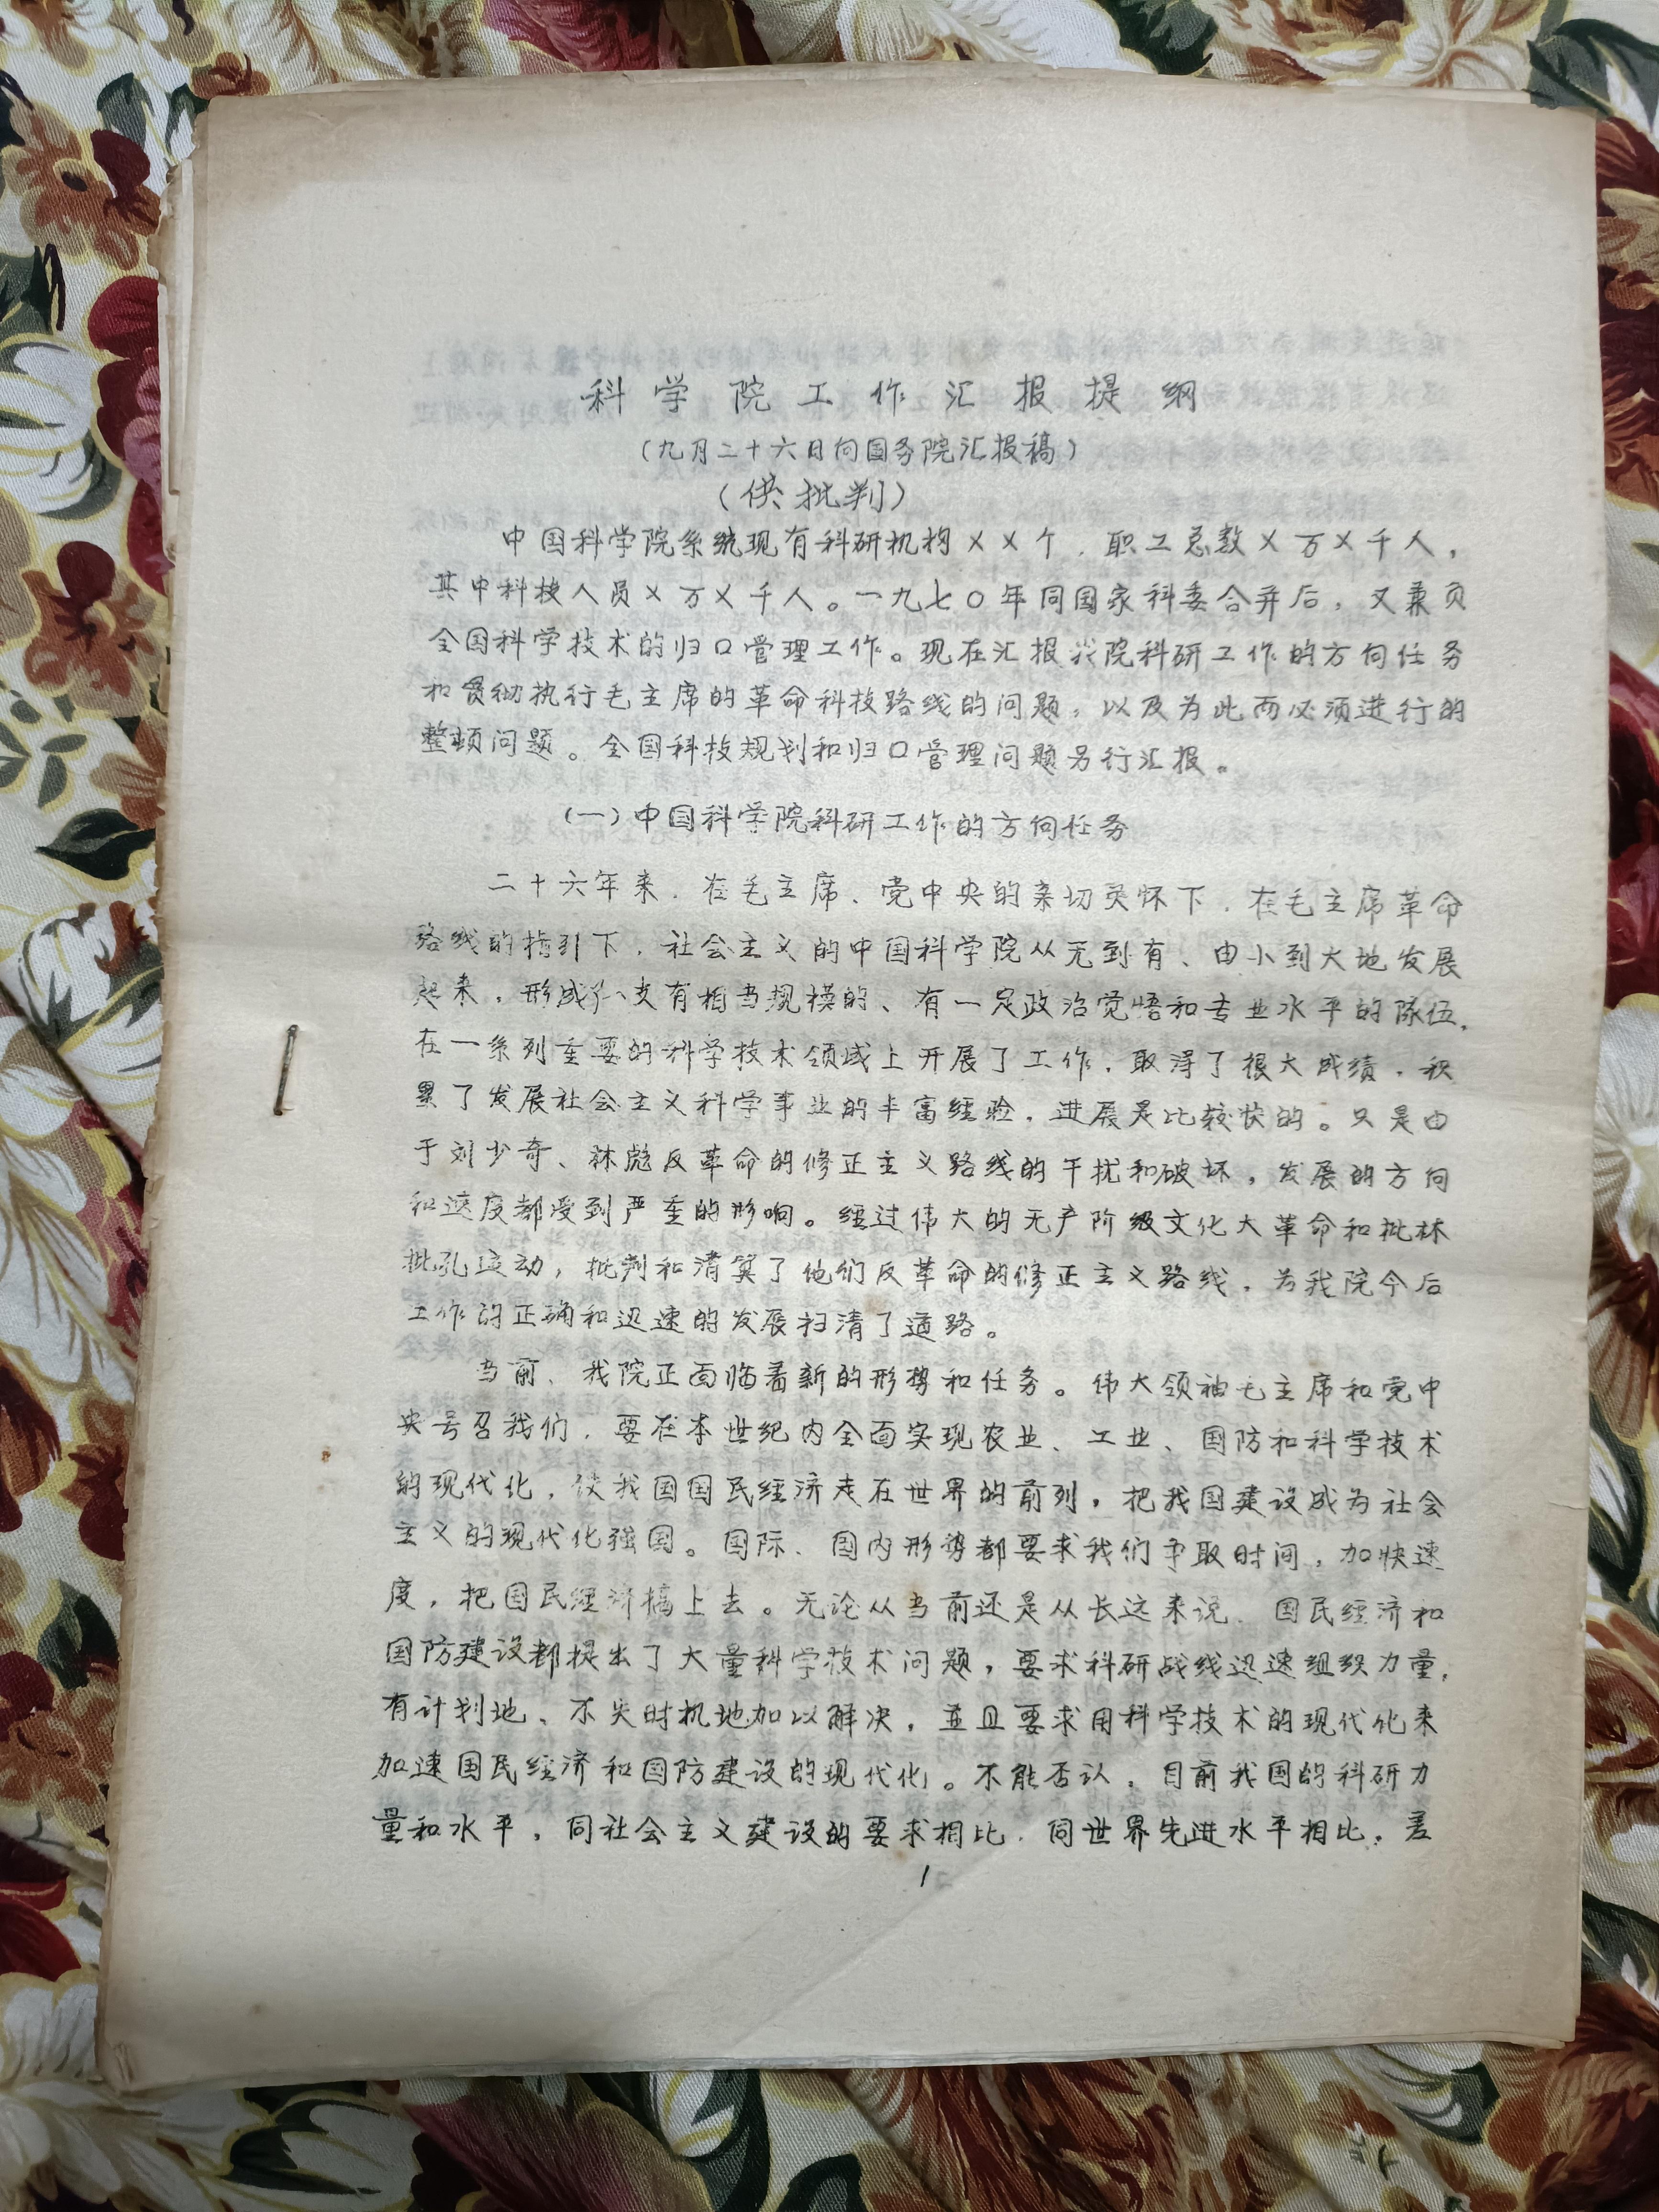 科学院工作汇报提纲
（九月二十六日向国务院汇报稿）
（供批判）
中国科学院系统现有科研机构××个，职工总数×万×千人，
其中科技人员×万×千人。一九七〇年同国家科委合并后，又兼负
全国科学技术的归口管理工作。现在汇报我院科研工作的方向任务
和贯彻执行毛主席的革命科技路线的问题，以及为此而必须进行的
整顿问题。全国科技规划和归口管理问题另行汇报。
（一）中国科学院科研工作的方向任务
二十六年来，在毛主席、党中央的亲切关怀下，在毛主席革命
路线的指引下，社会主义的中国科学院从无到有、由小到大地发展
起来，形成了一支有相当规模的、有一定政治觉悟和专业水平的队伍，
在一系列重要的科学技术领域上开展了工作，取得了很大成绩，积
累了发展社会主义科学事业的丰富经验，进展是比较快的。只是由
于刘少奇、林彪反革命的修正主义路线的干扰和破坏，发展的方向
和速度都受到严重的影响。经过伟大的无产阶级文化大革命和批林
批孔运动，批判和清算了他们反革命的修正主义路线，为我院今后
工作的正确和迅速的发展扫清了道路。
当前、我院正面临着新的形势和任务。伟大领袖毛主席和党中
央号召我们，要在本世纪内全面实现农业、工业、国防和科学技术
的现代化，使我国国民经济走在世界的前列，把我国建设成为社会
主义的现代化强国。国际、国内形势都要求我们争取时间，加快速
度，把国民经济搞上去。无论从当前还是从长远来说，国民经济和
国防建设都提出了大量科学技术问题，要求科研战线迅速组织力量，
有计划地、不失时机地加以解决，並且要求用科学技术的现代化来
加速国民经济和国防建设的现代化。不能否认，目前我国的科研力
量和水平，同社会主义建设的要求相比，同世界先进水平相比，差
1